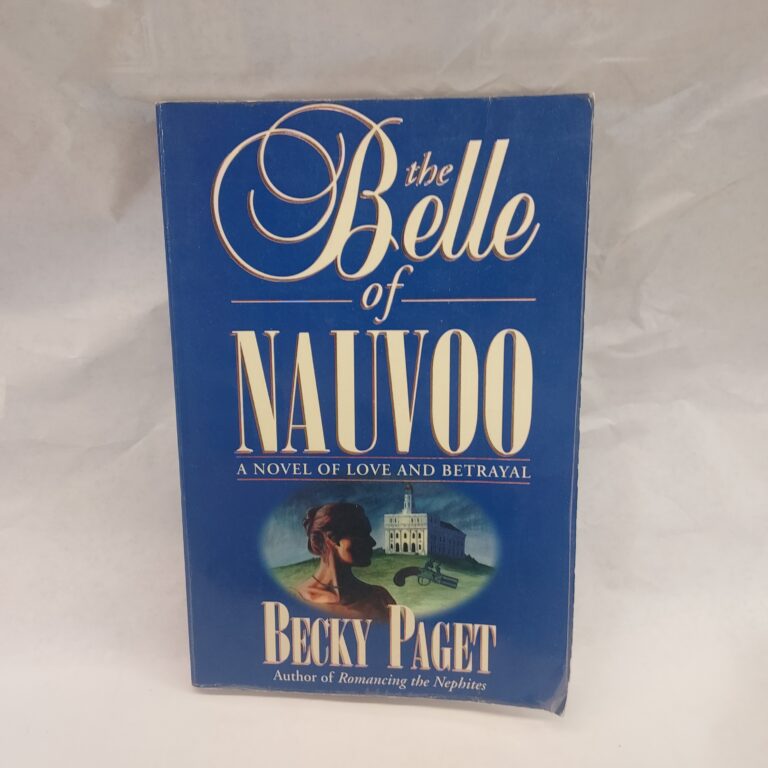 the
Belle
of
NAUVOO
A NOVEL OF LOVE AND BETRAYAL
BECKY PAGET
Author of Romancing the Nephites